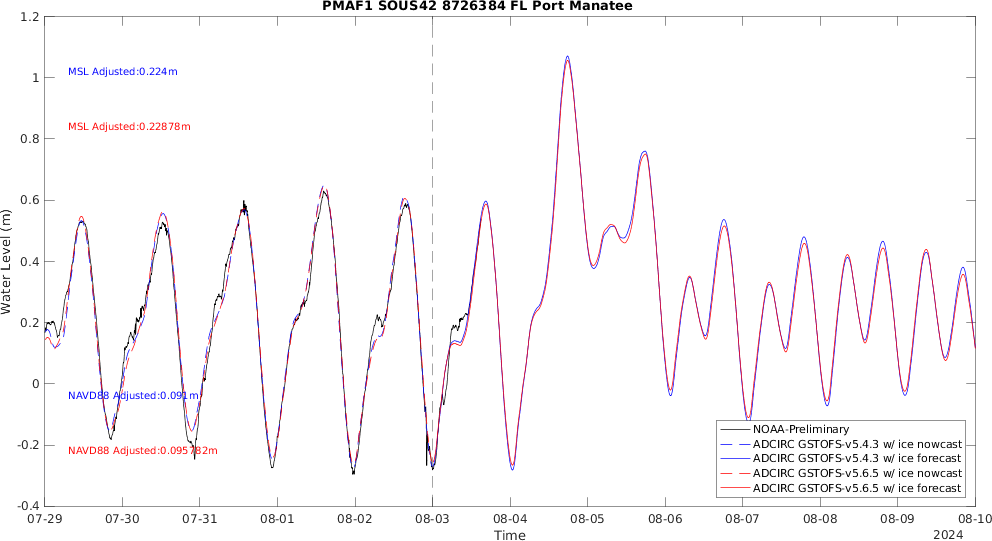 PMAF1 SOUS42 8726384 FL Port Manatee
1.2
1
0.8
0.6
0.4
0.2
0
-0.2
-0.4
Water Level (m)
MSL Adjusted:0.224m
MSL Adjusted:0.22878m
NAVD88 Adjusted:0.091m
NAVD88 Adjusted:0.095782m
NOAA-Preliminary
ADCIRC GSTOFS-v5.4.3 w/ ice nowcast
ADCIRC GSTOFS-v5.4.3 w/ ice forecast
ADCIRC GSTOFS-v5.6.5 w/ ice nowcast
ADCIRC GSTOFS-v5.6.5 w/ ice forecast
07-29 07-30 07-31 08-01 08-02 08-03 08-04 08-05 08-06 08-07 08-08 08-09 08-10
Time
2024